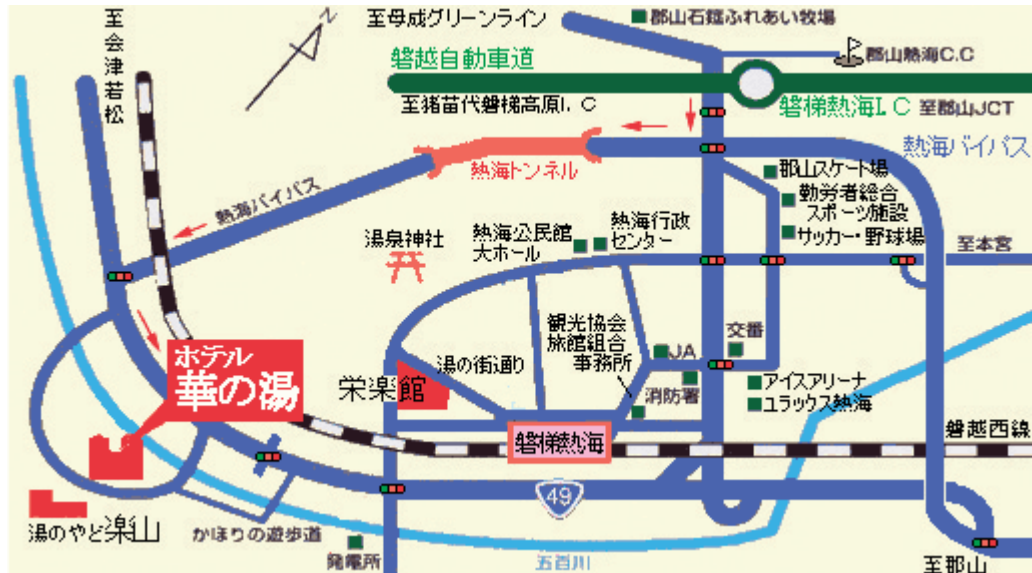 至会津若松
N
至母成グリーンライン
郡山石筵ふれあい牧場
磐越自動車道
郡山熱海C.C
至猪苗代磐梯高原I.C
磐梯熱海I.C
至郡山JCT
熱海バイパス
熱海トンネル
熱海バイパス
郡山スケート場
勤労者総合
スポーツ施設
サッカー・野球場
湯泉神社
熱海公民館
大ホール
熱海行政
センター
至本宮
観光協会
旅館組合
事務所
JA
交番
湯の街通り
消防署
アイスアリーナ
ユラックス熱海
ホテル
華の湯
栄楽館
磐梯熱海
磐越西線
49
湯のやど楽山
かほりの遊歩道
発電所
五百川
至郡山